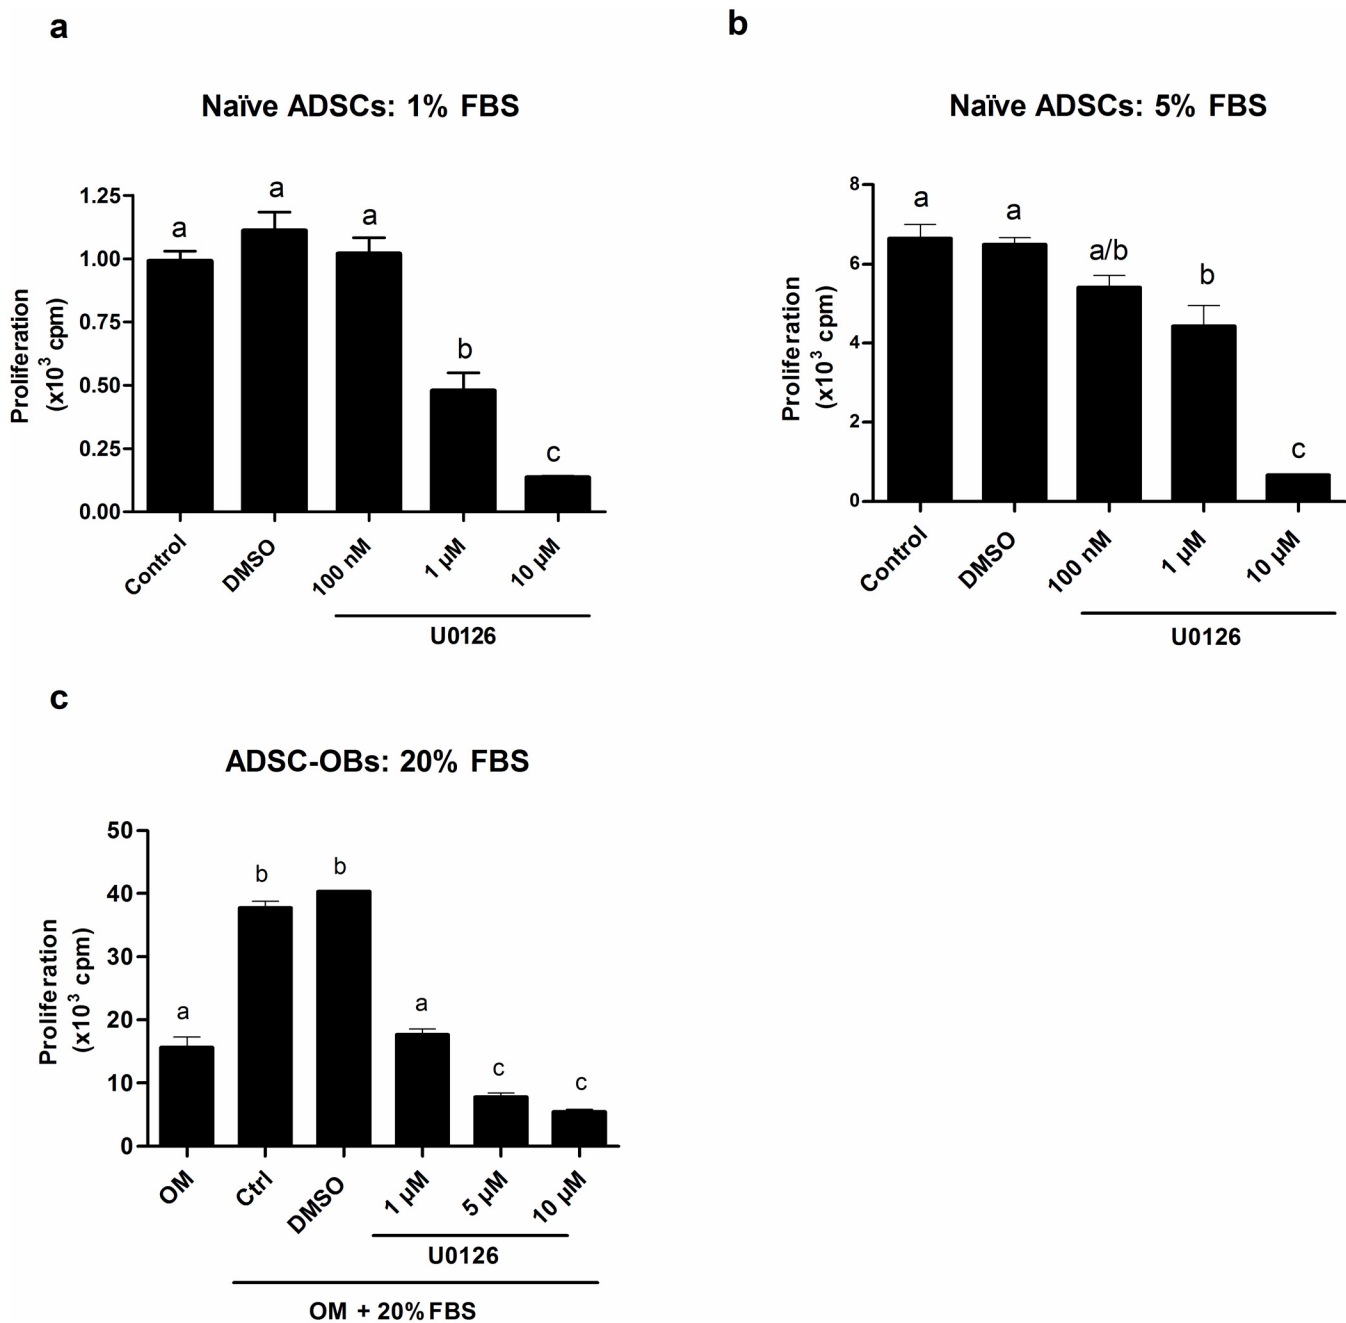 a
Naïve ADSCs: 1% FBS
Proliferation
(x10³ cpm)
1.25
1.00
0.75
0.50
0.25
0.00
a
a
a
b
c
Control
DMSO
100 nM
1 µM
10 µM
U0126
b
Naïve ADSCs: 5% FBS
Proliferation
(x10³ cpm)
8
6
4
2
0
a
a
a/b
b
c
Control
DMSO
100 nM
1 µM
10 µM
U0126
c
ADSC-OBs: 20% FBS
Proliferation
(x10³ cpm)
50
40
30
20
10
0
a
b
b
a
c
c
OM
Ctrl
DMSO
1 µM
5 µM
10 µM
U0126
OM + 20%FBS